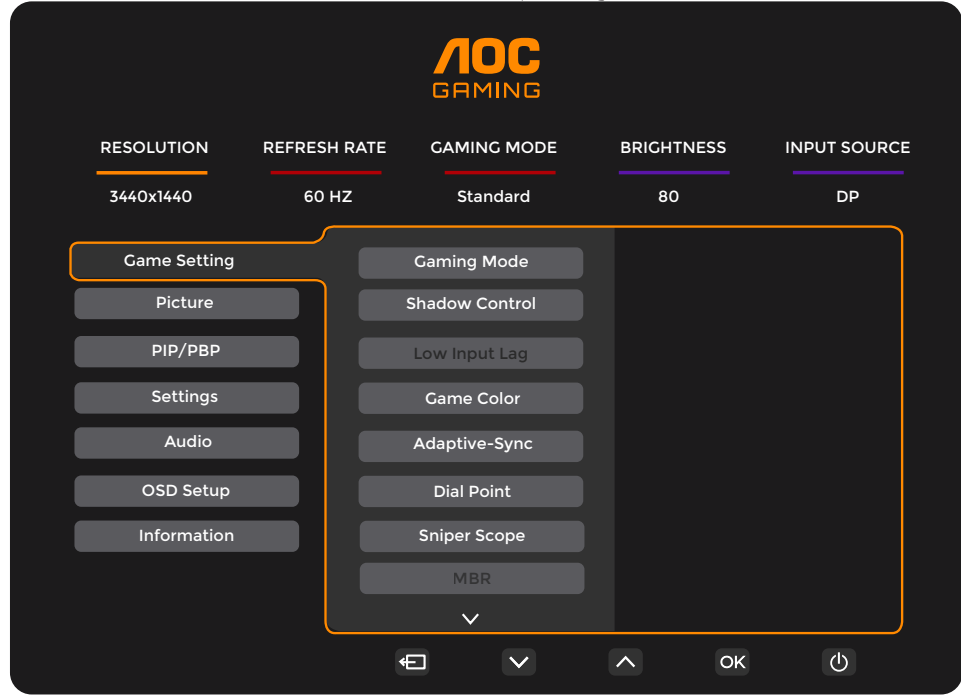 AOC
GAMING
RESOLUTION REFRESH RATE GAMING MODE BRIGHTNESS INPUT SOURCE
3440x1440 60 HZ Standard 80 DP
Game Setting
Picture
PIP/PBP
Settings
Audio
OSD Setup
Information
Gaming Mode
Shadow Control
Low Input Lag
Game Color
Adaptive-Sync
Dial Point
Sniper Scope
MBR
OK